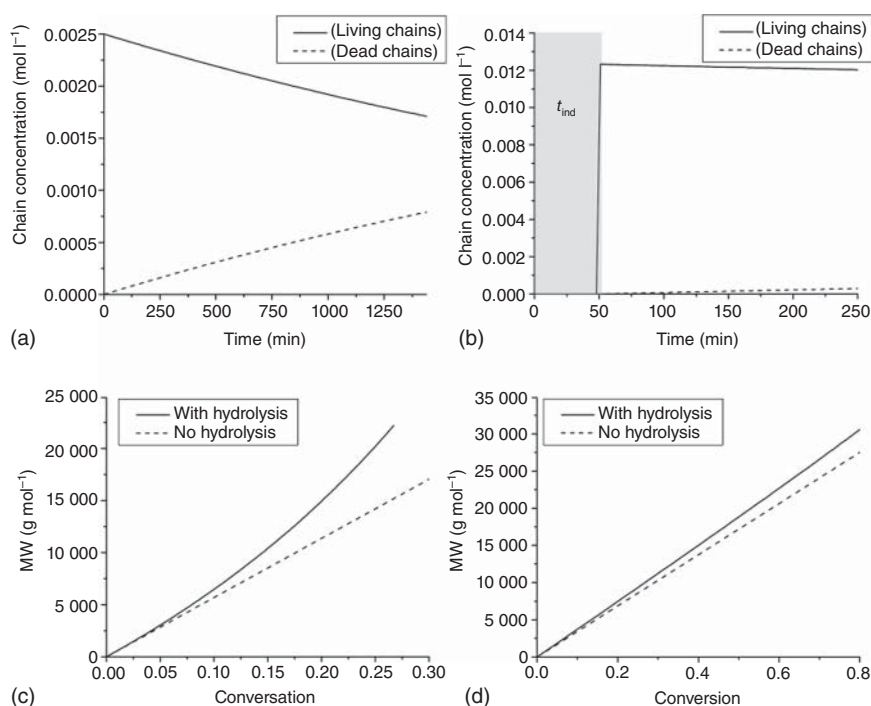 (Living chains)
(Dead chains)
0.0025
0.0020
0.0015
0.0010
0.0005
0.0000
Chain concentration (mol l⁻¹)
0
250
500
750
1000
1250
Time (min)
(a)
(Living chains)
(Dead chains)
tind
0.014
0.012
0.010
0.008
0.006
0.004
0.002
0.000
Chain concentration (mol l⁻¹)
0
50
100
150
200
250
Time (min)
(b)
With hydrolysis
No hydrolysis
25 000
20 000
15 000
10 000
5 000
0
MW (g mol⁻¹)
0.00
0.05
0.10
0.15
0.20
0.25
0.30
Conversation
(c)
With hydrolysis
No hydrolysis
35 000
30 000
25 000
20 000
15 000
10 000
5 000
0
MW (g mol⁻¹)
0.0
0.2
0.4
0.6
0.8
Conversion
(d)